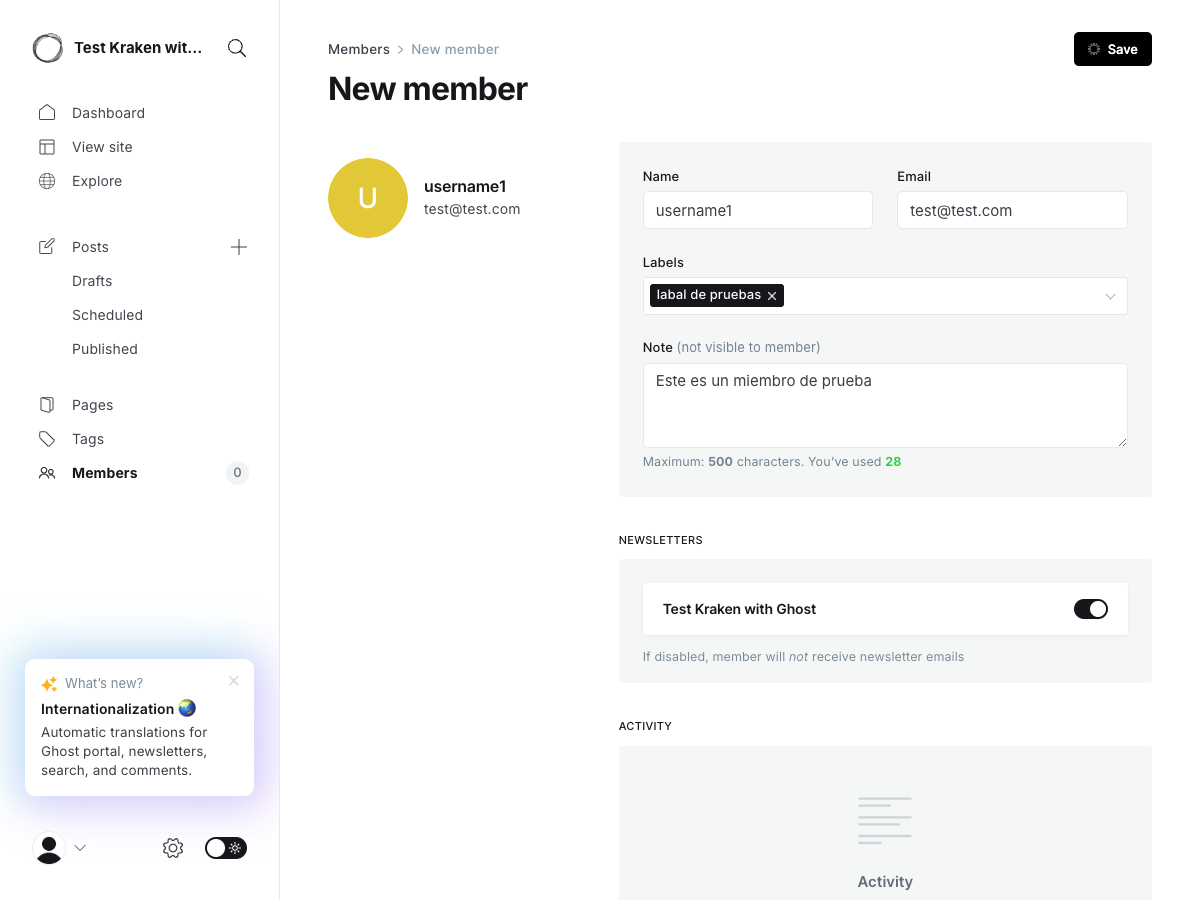 Test Kraken wit...
Dashboard
View site
Explore
Posts
Drafts
Scheduled
Published
Pages
Tags
Members
0
What's new?
Internationalization
Automatic translations for
Ghost portal, newsletters,
search, and comments.
Members
New member
Save
New member
U
username1
test@test.com
Name
Email
username1
test@test.com
Labels
labal de pruebas
Note (not visible to member)
Este es un miembro de prueba
Maximum: 500 characters. You've used 28
NEWSLETTERS
Test Kraken with Ghost
If disabled, member will not receive newsletter emails
ACTIVITY
Activity